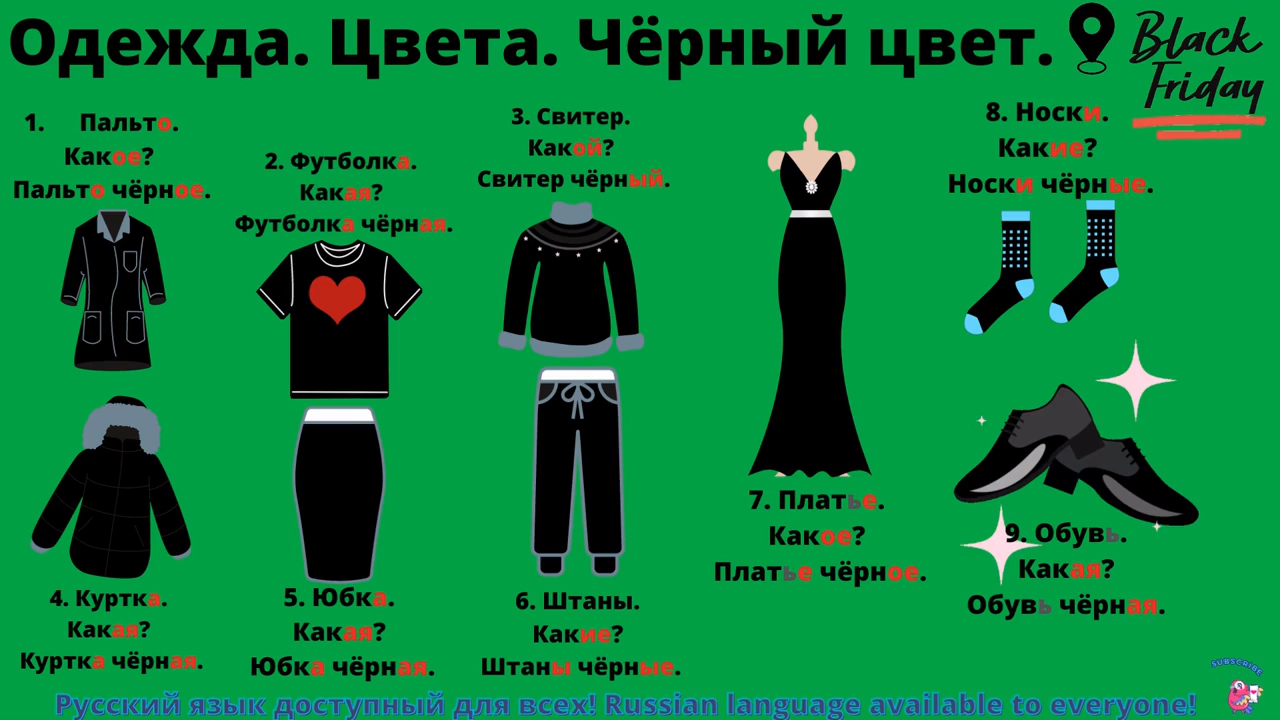 Одежда. Цвета. Чёрный цвет.
Black
Friday
1. Пальто.
Какое?
Пальто чёрное.
2. Футболка.
Какая?
Футболка чёрная.
3. Свитер.
Какой?
Свитер чёрный.
8. Носки.
Какие?
Носки чёрные.
4. Куртка.
Какая?
Куртка чёрная.
5. Юбка.
Какая?
Юбка чёрная.
6. Штаны.
Какие?
Штаны чёрные.
7. Платье.
Какое?
Платье чёрное.
9. Обувь.
Какая?
Обувь чёрная.
SUBSCRIBE
Русский язык доступный для всех! Russian language available to everyone!